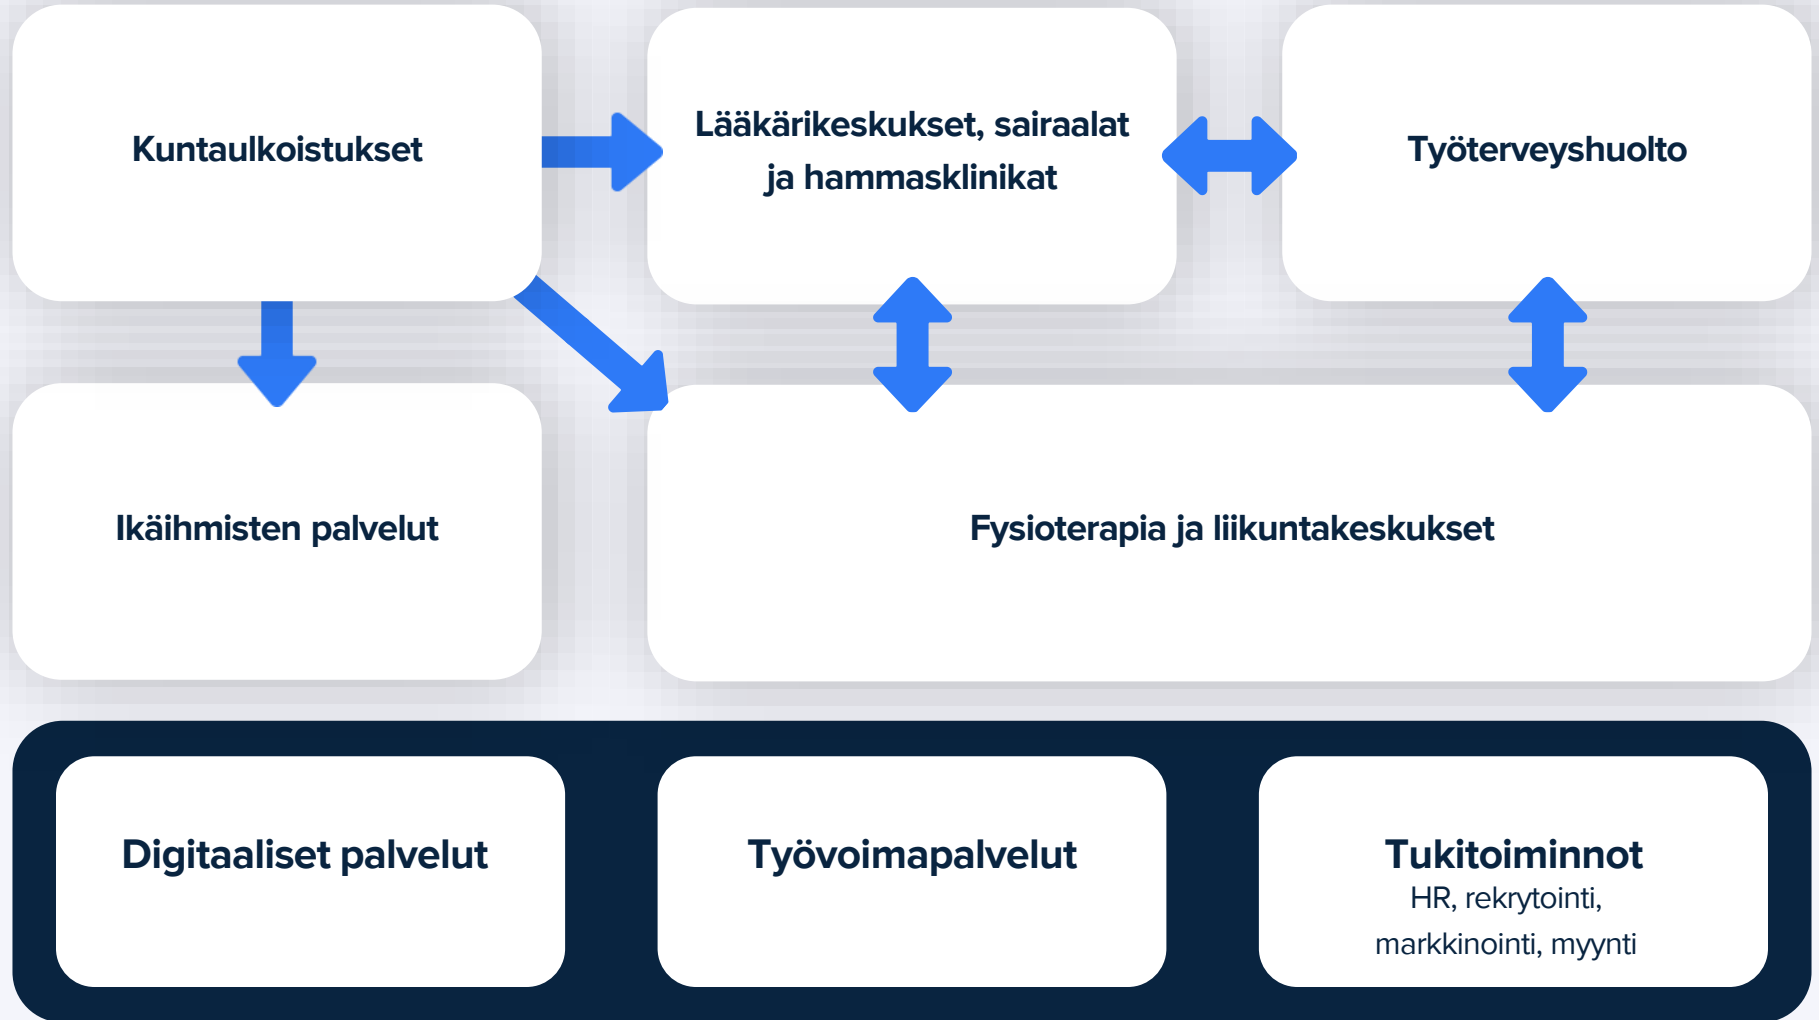 Kuntaulkoistukset
Lääkärikeskukset, sairaalat
ja hammasklinikat
Työterveyshuolto
Ikäihmisten palvelut
Fysioterapia ja liikuntakeskukset
Digitaaliset palvelut
Työvoimapalvelut
Tukitoiminnot
HR, rekrytointi,
markkinointi, myynti